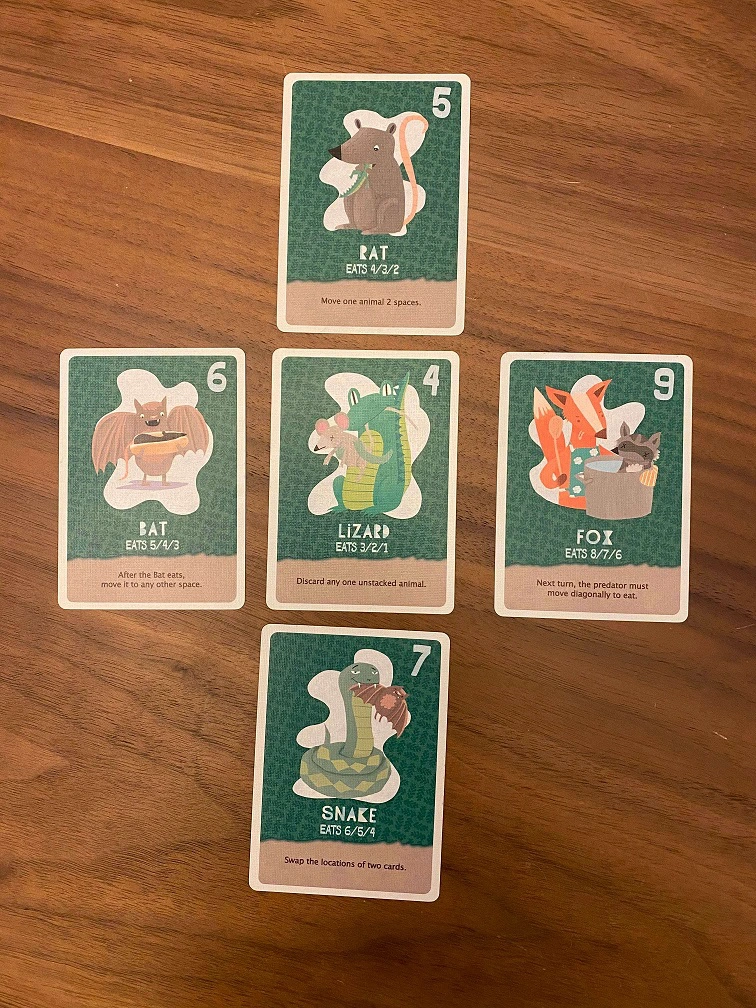 5
RAT
EATS 4/3/2
Move one animal 2 spaces.
6
BAT
EATS 5/4/3
After the Bat eats,
move it to any other space.
4
LiZARD
EATS 3/2/1
Discard any one unstacked animal.
9
FOX
EATS 8/7/6
Next turn, the predator must
move diagonally to eat.
7
SNAKE
EATS 6/5/4
Swap the locations of two cards.